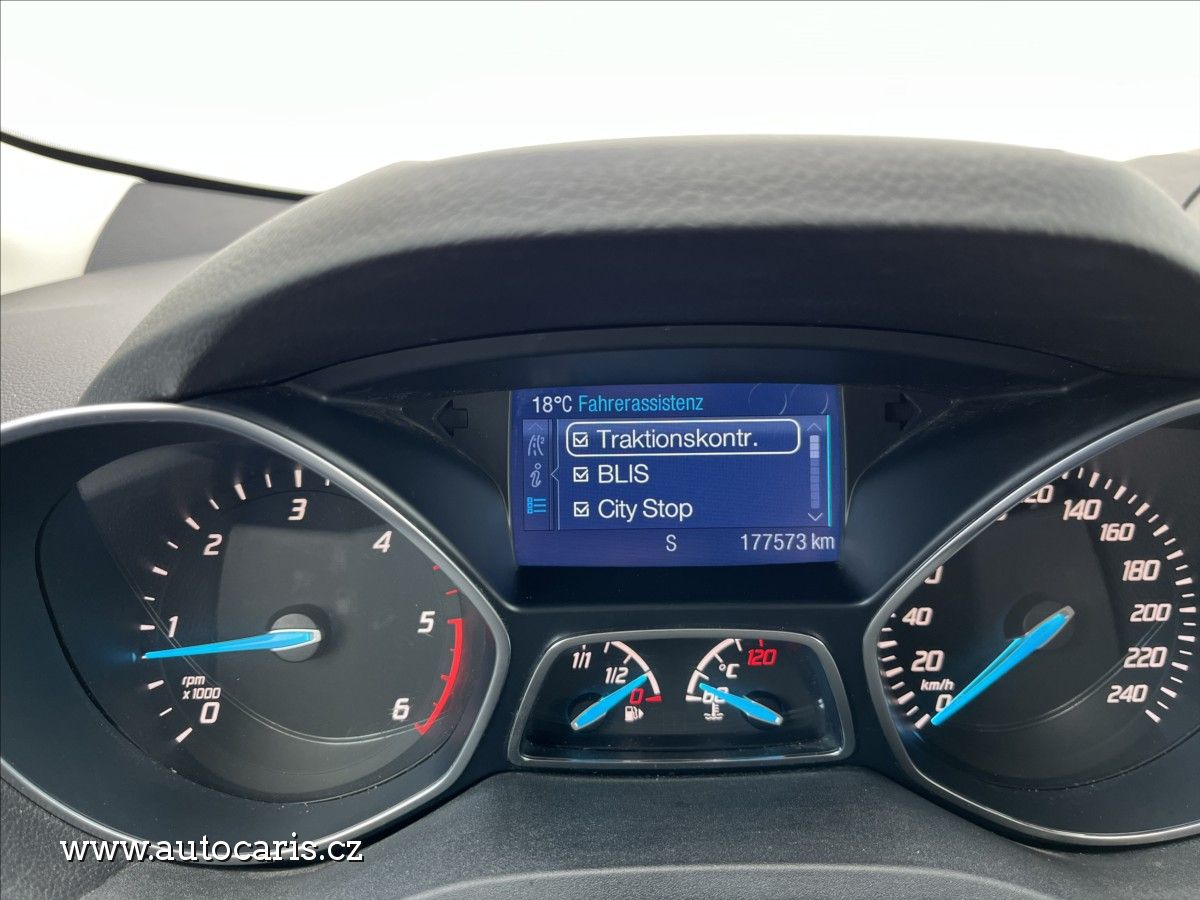 18°C Fahrerassistenz
Traktionskontr.
BLIS
City Stop
S 177573 km
0 1 2 3 4 5 6
rpm
x1000
1/1 1/2 0
°C 120
0 20 40 140 160 180 200 220 240
km/h
www.autocaris.cz